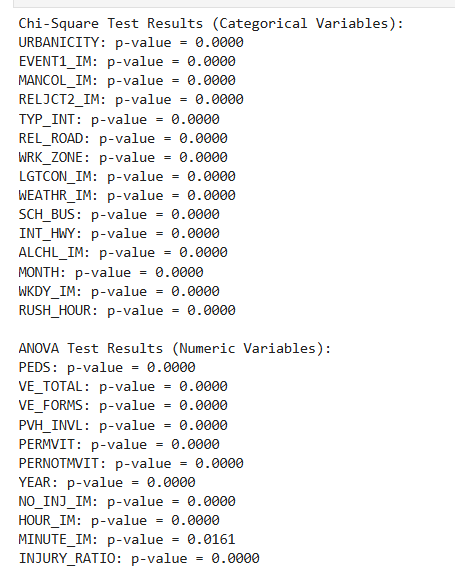 Chi-Square Test Results (Categorical Variables):
URBANICITY: p-value = 0.0000
EVENT1_IM: p-value = 0.0000
MANCOL_IM: p-value = 0.0000
RELJCT2_IM: p-value = 0.0000
TYP_INT: p-value = 0.0000
REL_ROAD: p-value = 0.0000
WRK_ZONE: p-value = 0.0000
LGTCON_IM: p-value = 0.0000
WEATHR_IM: p-value = 0.0000
SCH_BUS: p-value = 0.0000
INT_HWY: p-value = 0.0000
ALCHL_IM: p-value = 0.0000
MONTH: p-value = 0.0000
WKDY_IM: p-value = 0.0000
RUSH_HOUR: p-value = 0.0000

ANOVA Test Results (Numeric Variables):
PEDS: p-value = 0.0000
VE_TOTAL: p-value = 0.0000
VE_FORMS: p-value = 0.0000
PVH_INVL: p-value = 0.0000
PERMVIT: p-value = 0.0000
PERNOTMVIT: p-value = 0.0000
YEAR: p-value = 0.0000
NO_INJ_IM: p-value = 0.0000
HOUR_IM: p-value = 0.0000
MINUTE_IM: p-value = 0.0161
INJURY_RATIO: p-value = 0.0000